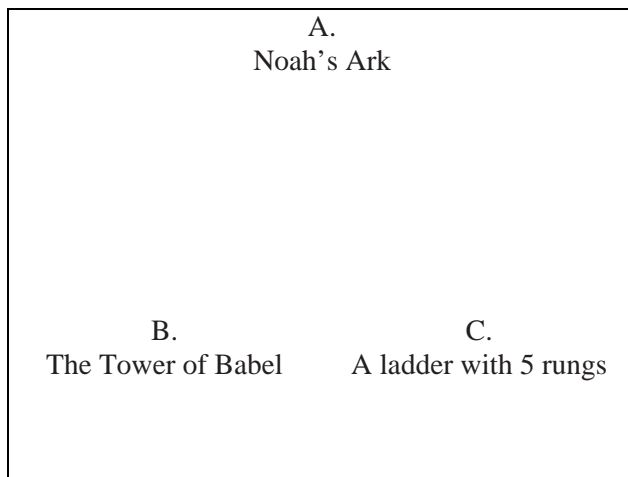 A.
Noah’s Ark
B.
The Tower of Babel
C.
A ladder with 5 rungs